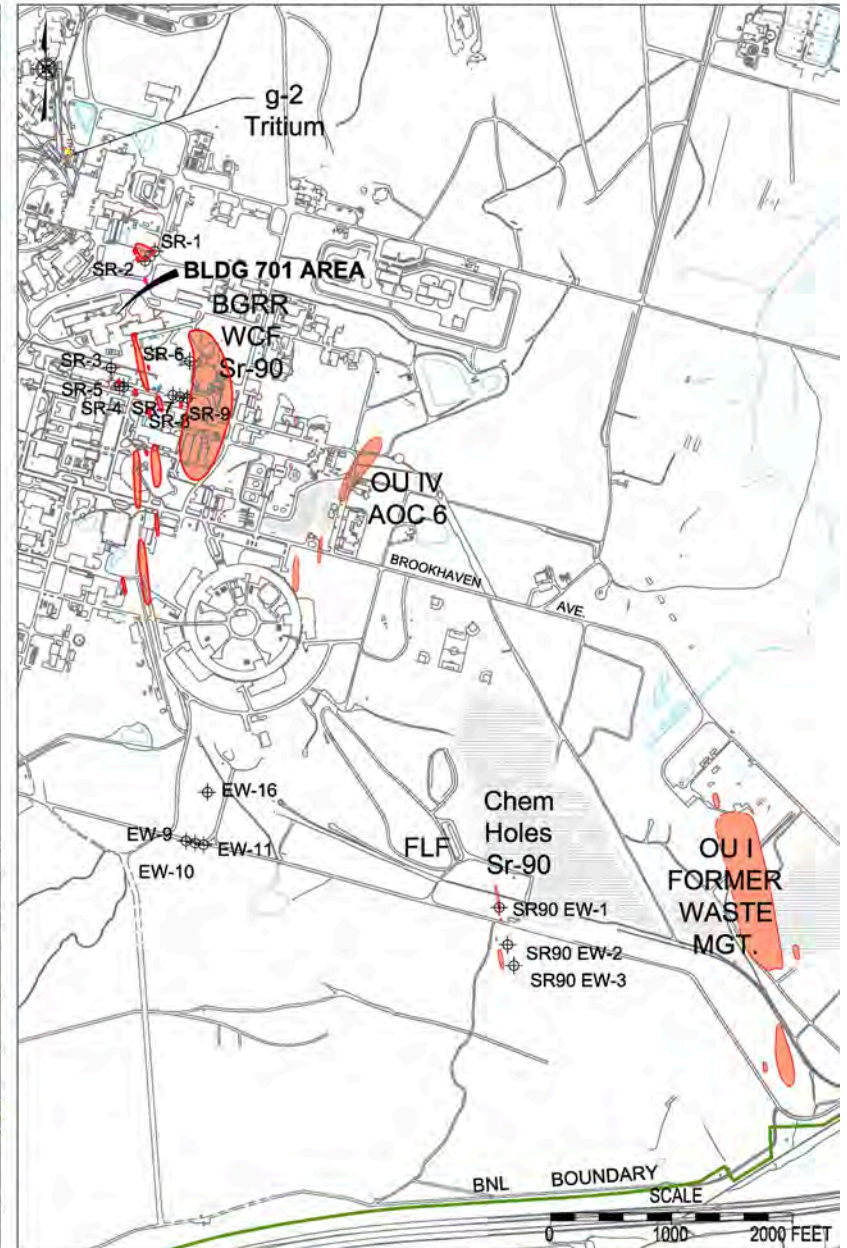 g-2
Tritium
SR-1
SR-2
BLDG 701 AREA
BGRR
WCF
Sr-90
SR-3
SR-6
SR-5
SR-4
SR-7
SR-8
SR-9
OU IV
AOC 6
BROOKHAVEN
AVE.
EW-16
EW-9
EW-11
EW-10
FLF
Chem
Holes
Sr-90
SR90 EW-1
SR90 EW-2
SR90 EW-3
OU I
FORMER
WASTE
MGT.
BNL BOUNDARY
SCALE
0 1000 2000 FEET